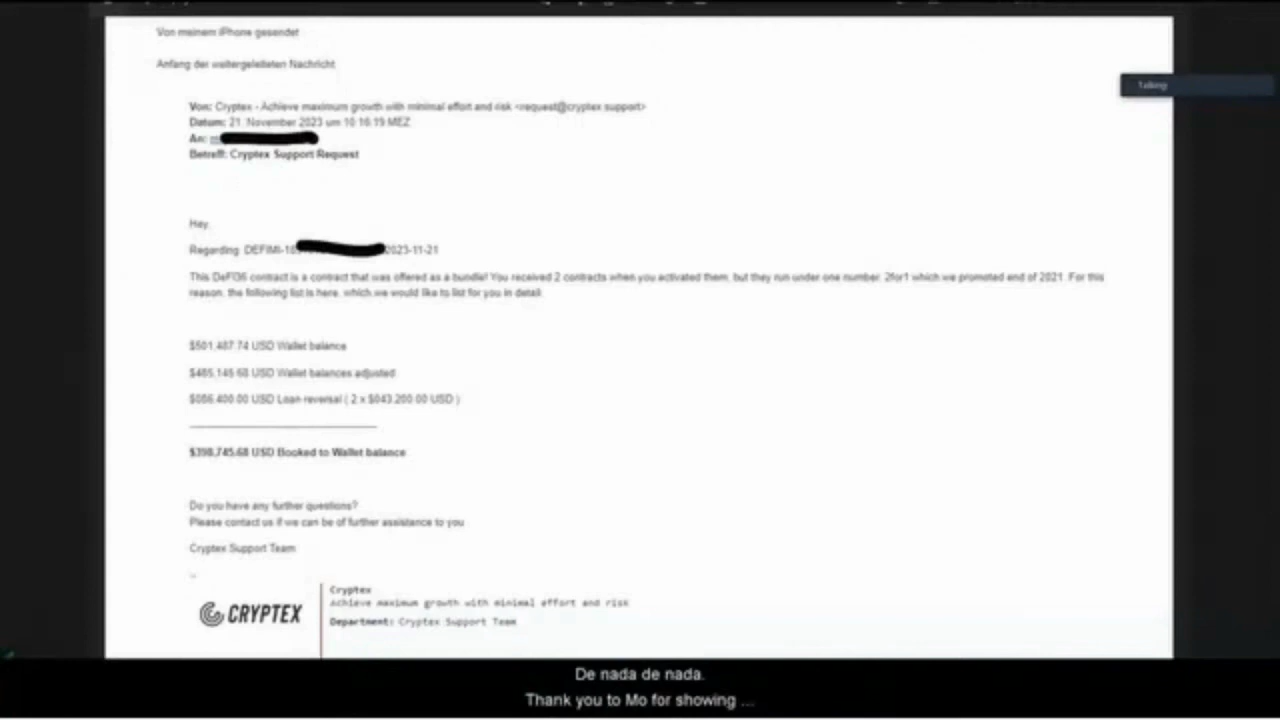 Von meinem iPhone gesendet
Anfang der weitergeleiteten Nachricht
Talking
Von: Cryptex - Achieve maximum growth with minimal effort and risk <request@cryptex.support>
Datum: 21. November 2023 um 10:16:19 MEZ
An:
Betreff: Cryptex Support Request
Hey,
Regarding: DEFIMI- 2023-11-21
This DeFi36 contract is a contract that was offered as a bundle! You received 2 contracts when you activated them, but they run under one number. 2for1 which we promoted end of 2021. For this
reason, the following list is here, which we would like to list for you in detail:
$501,487.74 USD Wallet balance
$485,145.68 USD Wallet balances adjusted
$086,400.00 USD Loan reversal ( 2 x $043,200.00 USD )
$398,745.68 USD Booked to Wallet balance
Do you have any further questions?
Please contact us if we can be of further assistance to you
Cryptex Support Team
--
CRYPTEX
Cryptex
Achieve maximum growth with minimal effort and risk
Department: Cryptex Support Team
De nada de nada.
Thank you to Mo for showing ...